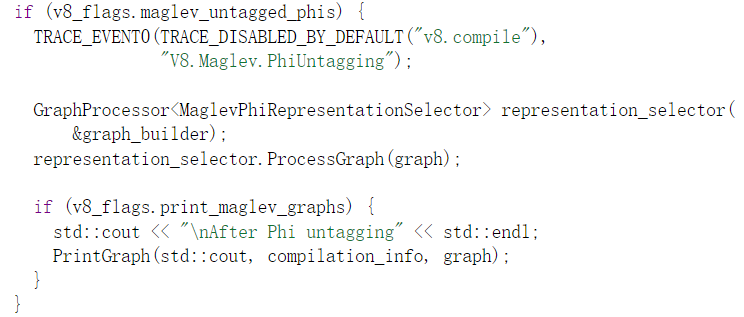 if (v8_flags.maglev_untagged_phis) {
  TRACE_EVENT0(TRACE_DISABLED_BY_DEFAULT("v8.compile"),
               "V8.Maglev.PhiUntagging");

  GraphProcessor<MaglevPhiRepresentationSelector> representation_selector(
      &graph_builder);
  representation_selector.ProcessGraph(graph);

  if (v8_flags.print_maglev_graphs) {
    std::cout << "\nAfter Phi untagging" << std::endl;
    PrintGraph(std::cout, compilation_info, graph);
  }
}